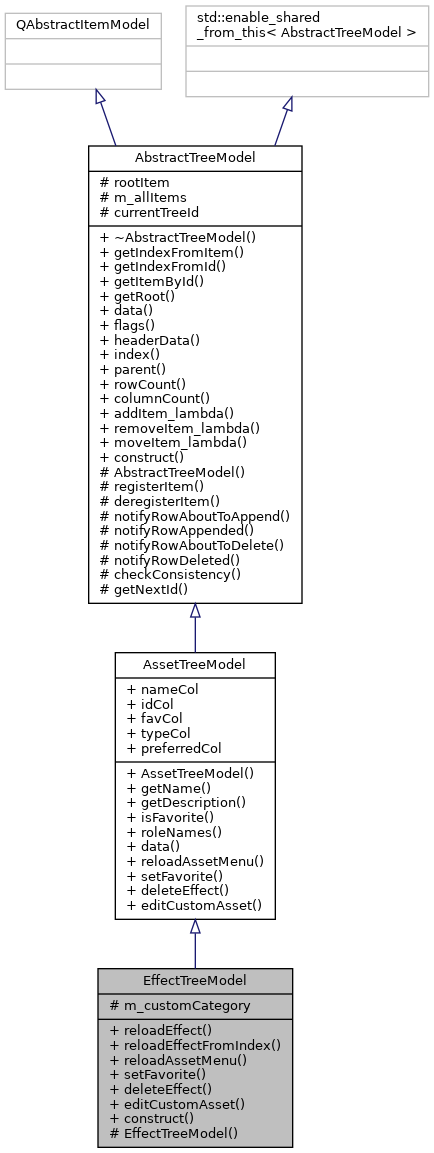 QAbstractItemModel
std::enable_shared
_from_this< AbstractTreeModel >
AbstractTreeModel
# rootItem
# m_allItems
# currentTreeId
+ ~AbstractTreeModel()
+ getIndexFromItem()
+ getIndexFromId()
+ getItemById()
+ getRoot()
+ data()
+ flags()
+ headerData()
+ index()
+ parent()
+ rowCount()
+ columnCount()
+ addItem_lambda()
+ removeItem_lambda()
+ moveItem_lambda()
+ construct()
# AbstractTreeModel()
# registerItem()
# deregisterItem()
# notifyRowAboutToAppend()
# notifyRowAppended()
# notifyRowAboutToDelete()
# notifyRowDeleted()
# checkConsistency()
# getNextId()
AssetTreeModel
+ nameCol
+ idCol
+ favCol
+ typeCol
+ preferredCol
+ AssetTreeModel()
+ getName()
+ getDescription()
+ isFavorite()
+ roleNames()
+ data()
+ reloadAssetMenu()
+ setFavorite()
+ deleteEffect()
+ editCustomAsset()
EffectTreeModel
# m_customCategory
+ reloadEffect()
+ reloadEffectFromIndex()
+ reloadAssetMenu()
+ setFavorite()
+ deleteEffect()
+ editCustomAsset()
+ construct()
# EffectTreeModel()